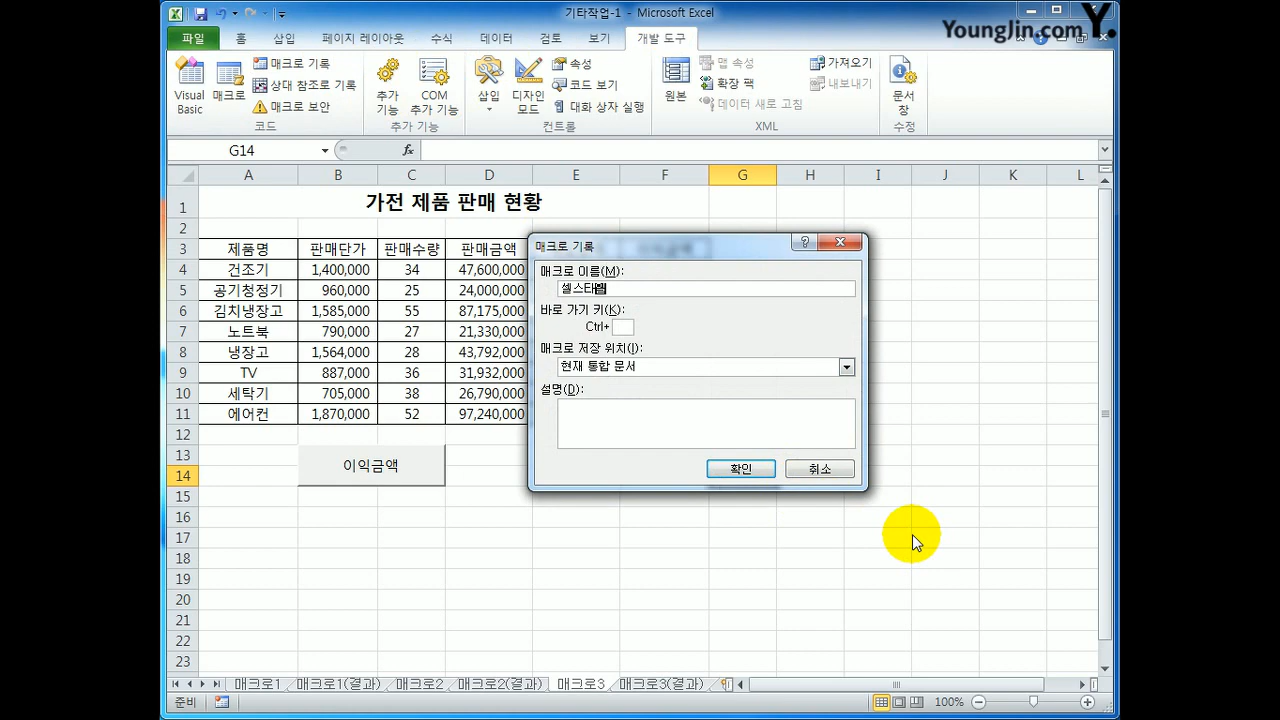 기타작업-1 - Microsoft Excel
YoungJin.com Y.
파일 홈 삽입 페이지 레이아웃 수식 데이터 검토 보기 개발 도구
Visual Basic
매크로
매크로 기록
상대 참조로 기록
매크로 보안
코드
추가 기능
COM 추가 기능
추가 기능
삽입
디자인 모드
속성
코드 보기
대화 상자 실행
컨트롤
원본
맵 속성
확장 팩
데이터 새로 고침
가져오기
내보내기
XML
문서 창
수정
G14 fx
A B C D E F G H I J K L
1 가전 제품 판매 현황
2
3 제품명 판매단가 판매수량 판매금액
4 건조기 1,400,000 34 47,600,000
5 공기청정기 960,000 25 24,000,000
6 김치냉장고 1,585,000 55 87,175,000
7 노트북 790,000 27 21,330,000
8 냉장고 1,564,000 28 43,792,000
9 TV 887,000 36 31,932,000
10 세탁기 705,000 38 26,790,000
11 에어컨 1,870,000 52 97,240,000
12
13
이익금액
14
15
16
17
18
19
20
21
22
23
매크로 기록
매크로 이름(M):
셀스타
바로 가기 키(K):
Ctrl+
매크로 저장 위치(I):
현재 통합 문서
설명(D):
확인 취소
매크로1 매크로1(결과) 매크로2 매크로2(결과) 매크로3 매크로3(결과)
준비 100%